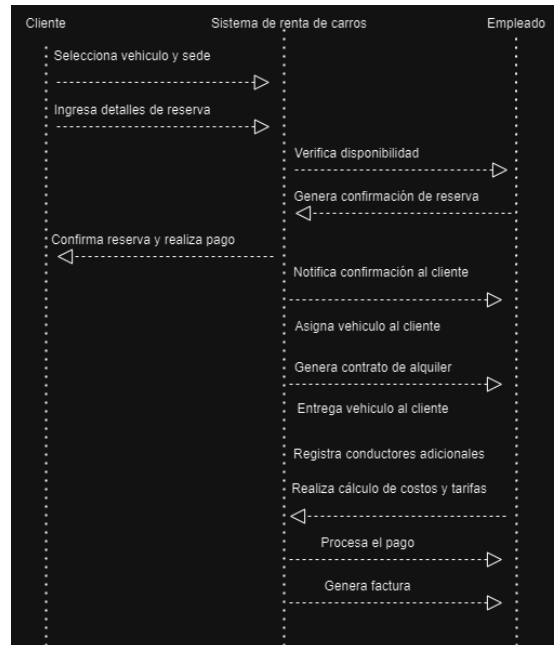 Cliente Sistema de renta de carros Empleado
Selecciona vehiculo y sede
Ingresa detalles de reserva
Verifica disponibilidad
Genera confirmación de reserva
Confirma reserva y realiza pago
Notifica confirmación al cliente
Asigna vehiculo al cliente
Genera contrato de alquiler
Entrega vehiculo al cliente
Registra conductores adicionales
Realiza cálculo de costos y tarifas
Procesa el pago
Genera factura